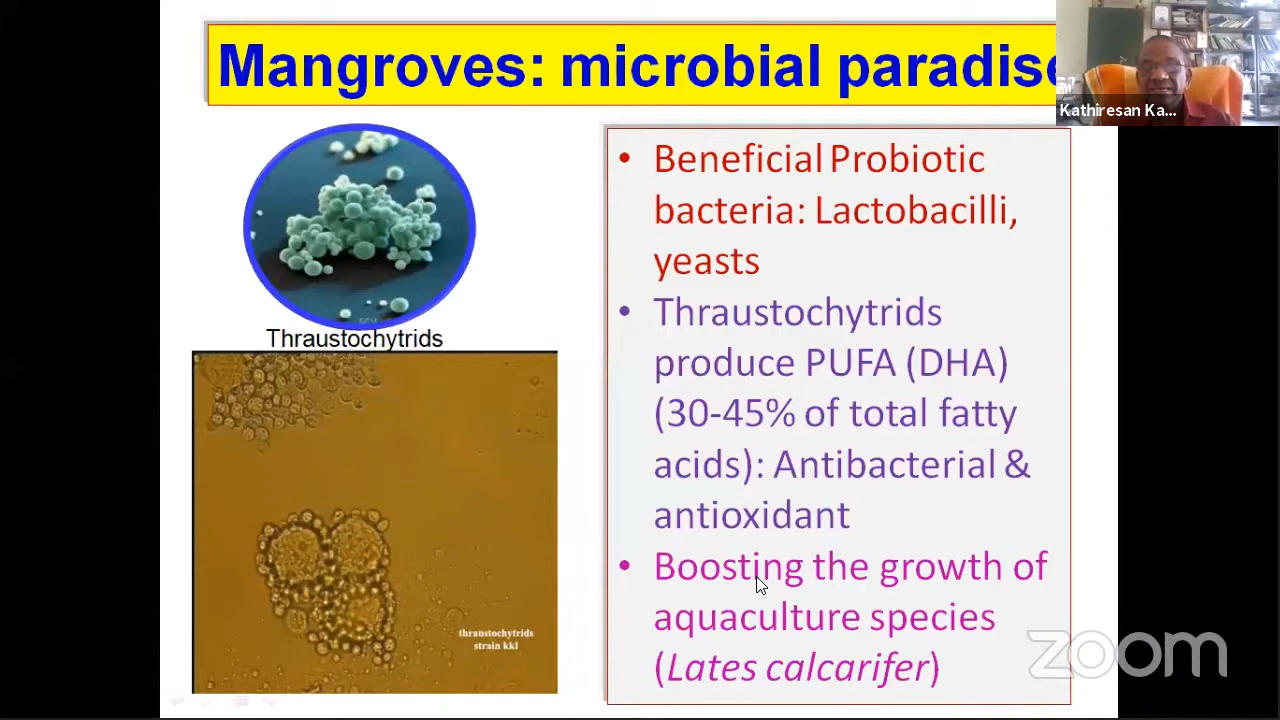 Mangroves: microbial paradise
Kathiresan Ka...
• Beneficial Probiotic
bacteria: Lactobacilli,
yeasts
• Thraustochytrids
produce PUFA (DHA)
(30-45% of total fatty
acids): Antibacterial &
antioxidant
• Boosting the growth of
aquaculture species
(Lates calcarifer)
Thraustochytrids
thraustochytrids
strain kkl
zoom